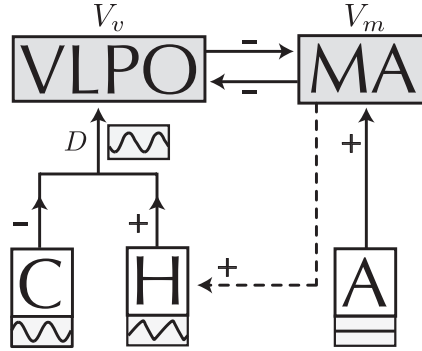 V_v V_m
VLPO - MA
-
D +
- + +
C H A